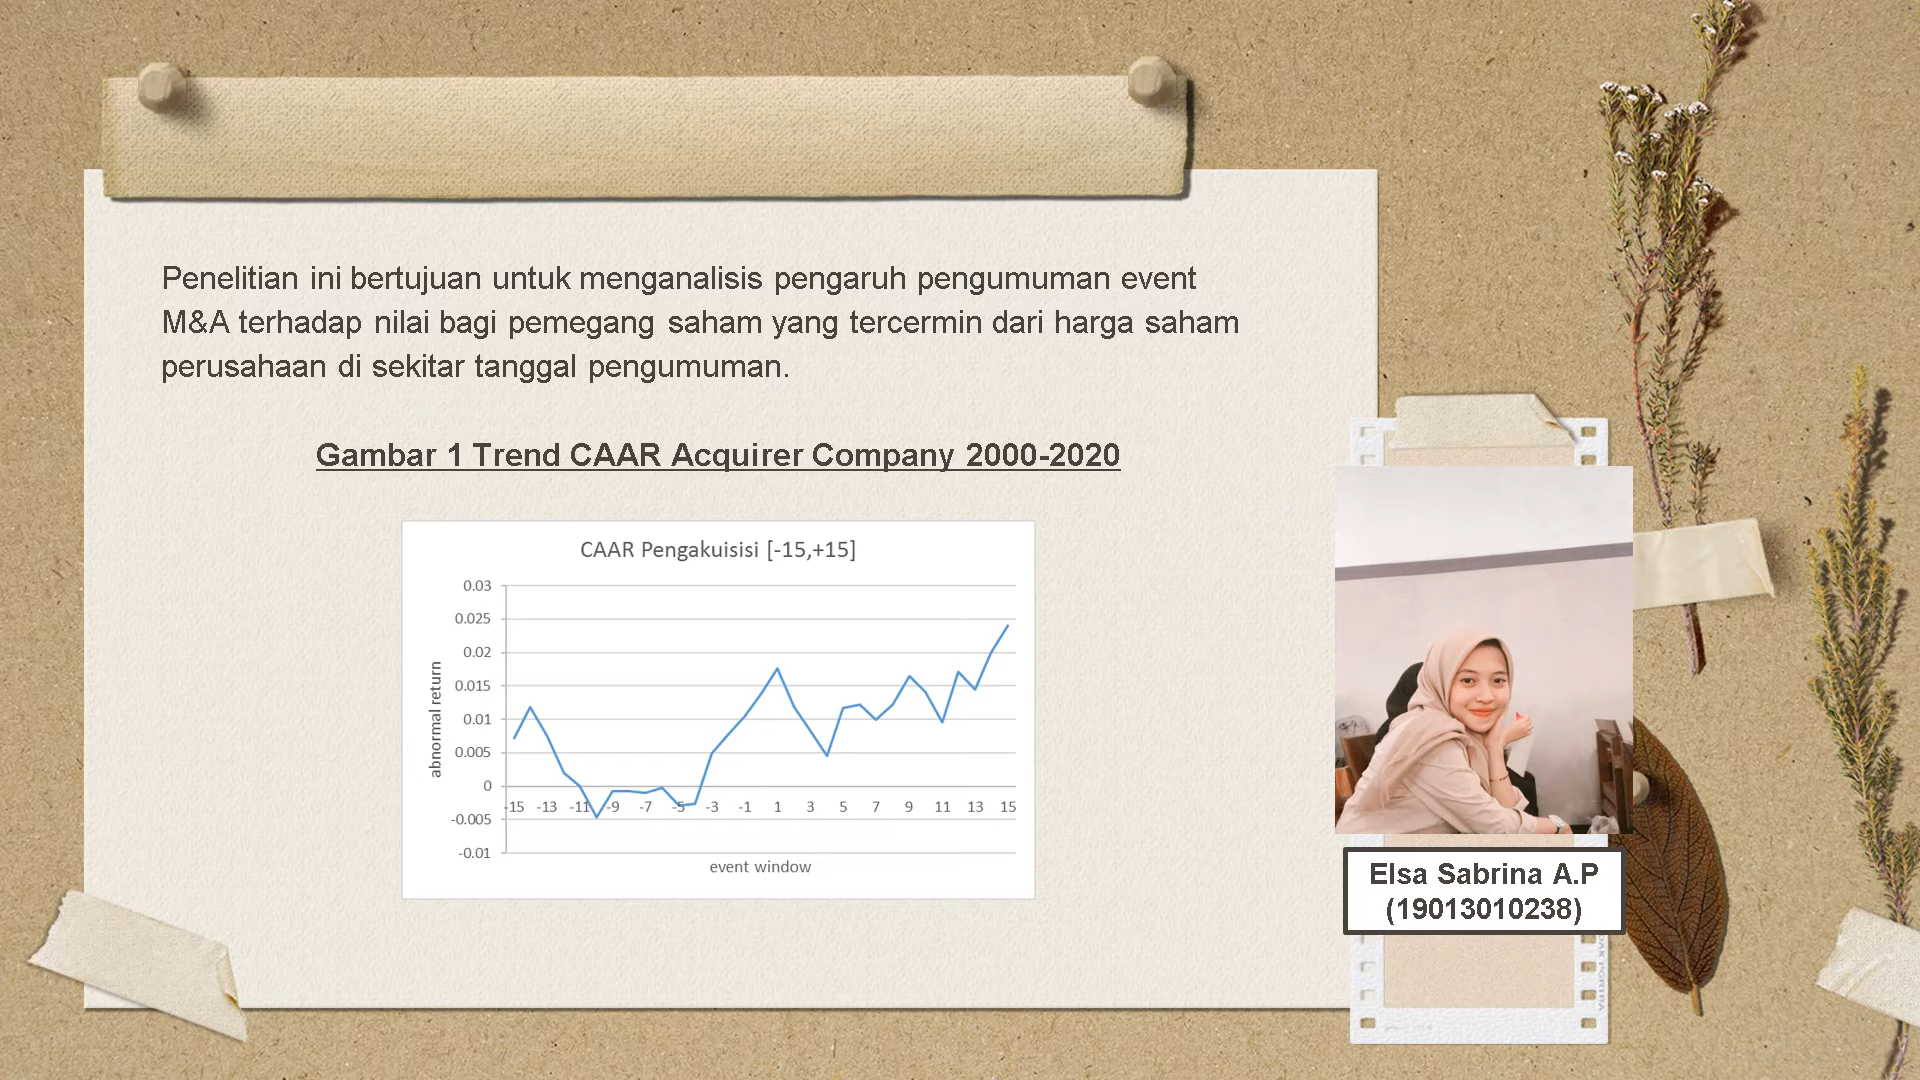 Penelitian ini bertujuan untuk menganalisis pengaruh pengumuman event
M&A terhadap nilai bagi pemegang saham yang tercermin dari harga saham
perusahaan di sekitar tanggal pengumuman.
Gambar 1 Trend CAAR Acquirer Company 2000-2020
CAAR Pengakuisisi [-15,+15]
abnormal return
0.03
0.025
0.02
0.015
0.01
0.005
0
-0.005
-0.01
-15 -13 -11 -9 -7 -5 -3 -1 1 3 5 7 9 11 13 15
event window
Elsa Sabrina A.P
(19013010238)